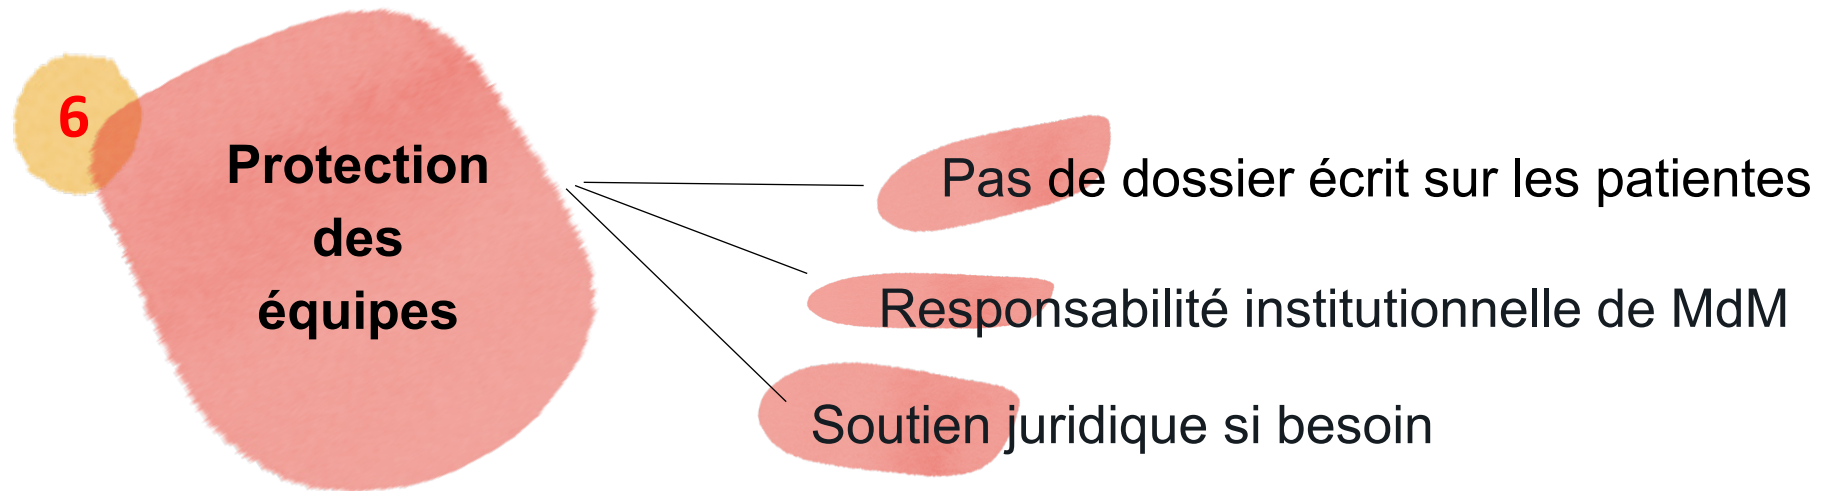 6
Protection
des
équipes
Pas de dossier écrit sur les patientes
Responsabilité institutionnelle de MdM
Soutien juridique si besoin